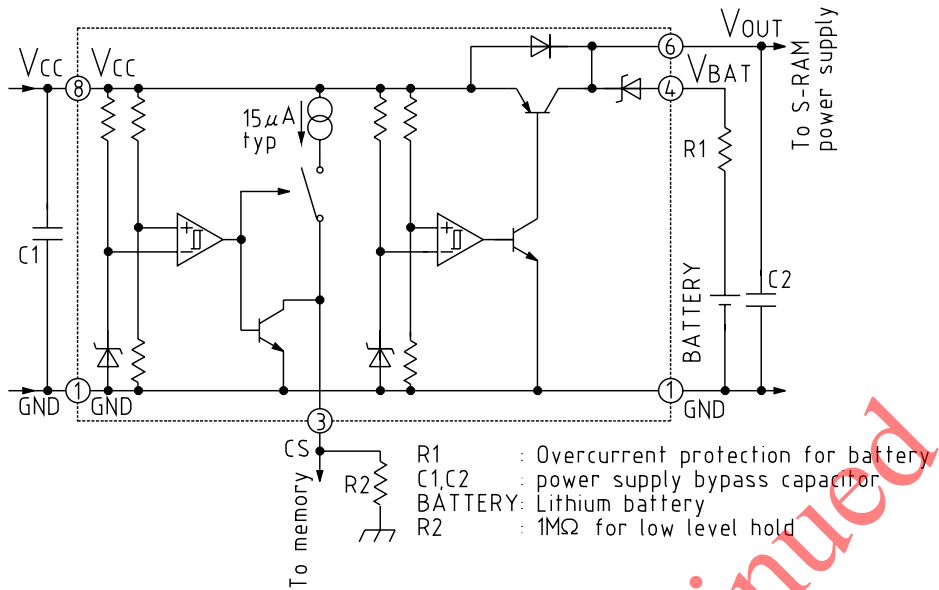 VCC VCC
8
15μA
typ
6
VOUT
VBAT
4
To S-RAM
power supply
R1
C1
+
−
+
−
BATTERY
C2
1
GND GND
1
GND
3
CS
To memory
R2
R1 : Overcurrent protection for battery
C1,C2 : power supply bypass capacitor
BATTERY: Lithium battery
R2 : 1MΩ for low level hold
inued